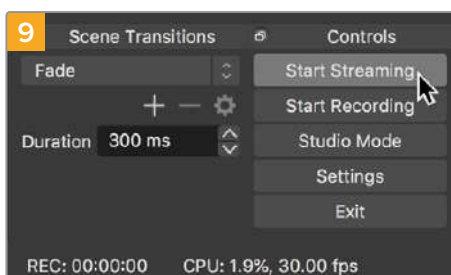 9
Scene Transitions
Controls
Fade
Start Streaming
Start Recording
Duration 300 ms
Studio Mode
Settings
Exit
REC: 00:00:00 CPU: 1.9%, 30.00 fps